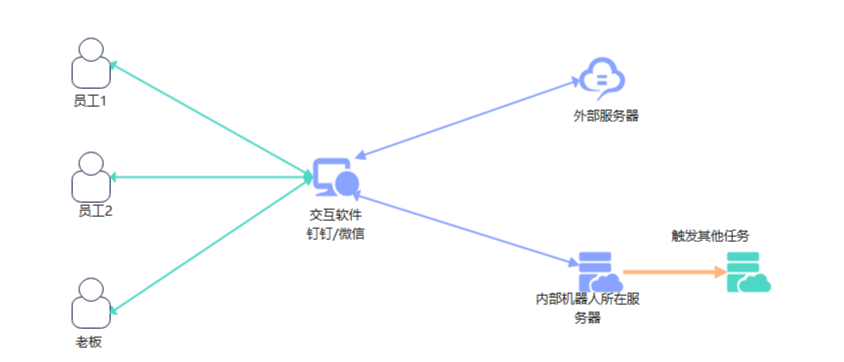 员工1
外部服务器
员工2
交互软件
钉钉/微信
触发其他任务
内部机器人所在服
务器
老板